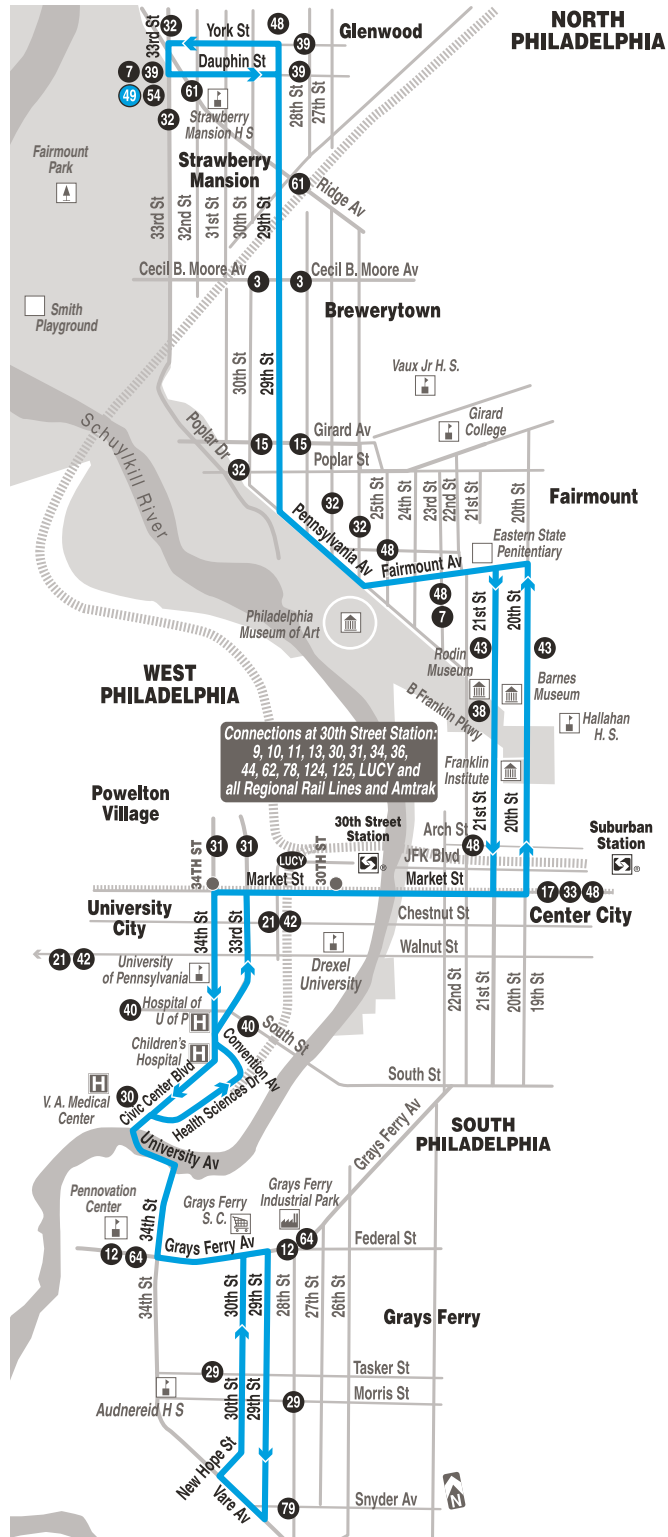 NORTH
PHILADELPHIA
32
York St
48
Glenwood
33rd St
39
Dauphin St
7
39
39
49
54
61
32
Strawberry
Mansion H S
28th St
27th St
Fairmount
Park
Strawberry
Mansion
61
Ridge Av
33rd St
32nd St
31st St
30th St
29th St
Cecil B. Moore Av
3
3
Cecil B. Moore Av
Smith
Playground
Brewerytown
30th St
29th St
Vaux Jr H. S.
Girard
College
Schuylkill River
Poplar Dr
15
15
Girard Av
32
Poplar St
Fairmount
Pennsylvania Av
32
32
48
25th St
24th St
23rd St
22nd St
21st St
20th St
Eastern State
Penitentiary
Fairmount Av
48
7
21st St
20th St
Philadelphia
Museum of Art
43
43
Rodin
Museum
Barnes
Museum
WEST
PHILADELPHIA
B Franklin Pkwy
38
Hallahan
H. S.
Connections at 30th Street Station:
9, 10, 11, 13, 30, 31, 34, 36,
44, 62, 78, 124, 125, LUCY and
all Regional Rail Lines and Amtrak
Franklin
Institute
Powelton
Village
21st St
20th St
30th Street
Station
Arch St
48
Suburban
Station
31
31
34TH ST
LUCY
30TH ST
JFK Blvd
Market St
Market St
17
33
48
University
City
34th St
33rd St
21
42
Chestnut St
Center City
21
42
Walnut St
University
of Pennsylvania
Drexel
University
22nd St
21st St
20th St
19th St
40
Hospital of
U of P
40
South St
Children's
Hospital
Convention Av
South St
V. A. Medical
Center
30
Civic Center Blvd
Health Sciences Dr
SOUTH
PHILADELPHIA
University Av
Grays Ferry Av
Pennovation
Center
34th St
Grays Ferry
S. C.
Grays Ferry
Industrial Park
12
64
Grays Ferry Av
12
64
Federal St
34th St
30th St
29th St
28th St
27th St
26th St
Grays Ferry
29
Tasker St
30th St
29th St
29
Morris St
Audnereid H S
New Hope St
Vare Av
79
Snyder Av
N